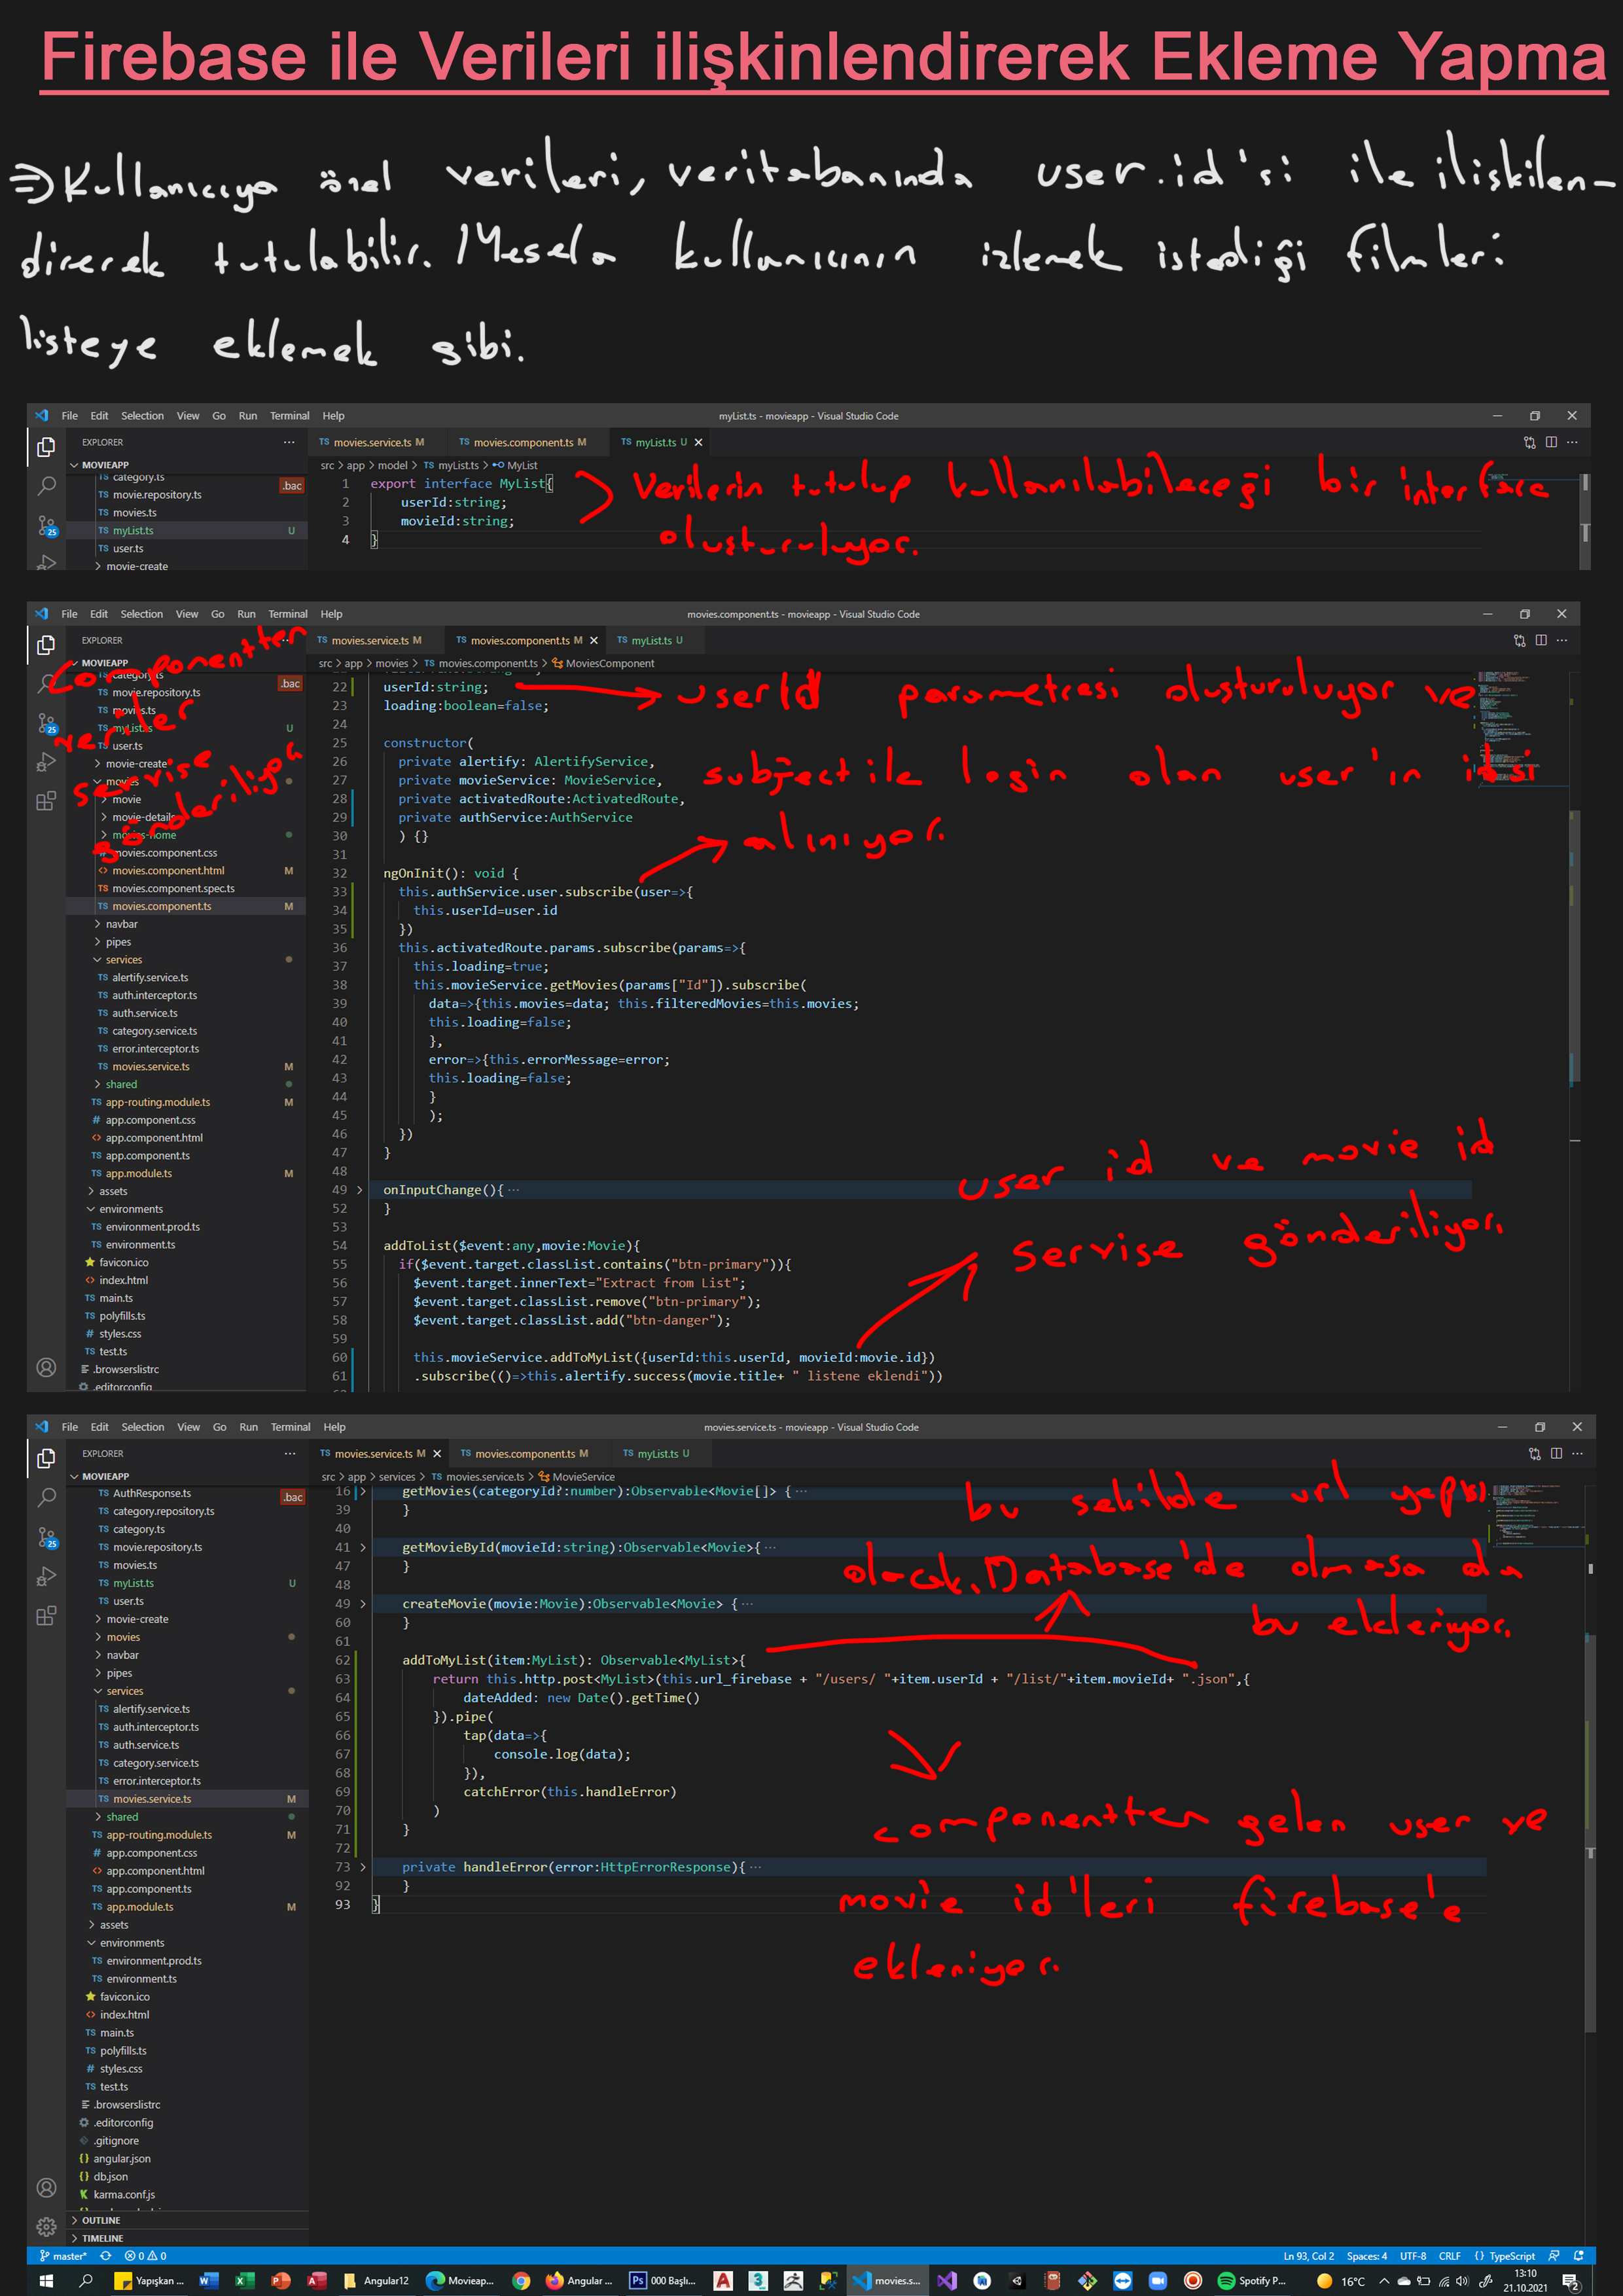 Firebase ile Verileri ilişkinlendirerek Ekleme Yapma
⇒ Kullanıcıya özel verileri, veritabanında user.id'si ile ilişkilen-
direrek tutulabilir. Mesela kullanıcının izlemek istediği filmleri
listeye eklemek gibi.
File Edit Selection View Go Run Terminal Help
myList.ts - movieapp - Visual Studio Code
EXPLORER
movies.service.ts M
movies.component.ts M
myList.ts U
MOVIEAPP
src > app > model > myList.ts > MyList
category.ts
.bac
movie.repository.ts
movies.ts
myList.ts U
user.ts
movie-create
25
1 export interface MyList{
2 userId:string;
3 movieId:string;
4 }
Verilerin tutulup kullanılabileceği bir interface
oluşturuluyor.
File Edit Selection View Go Run Terminal Help
movies.component.ts - movieapp - Visual Studio Code
EXPLORER
movies.service.ts M
movies.component.ts M
myList.ts U
MOVIEAPP
src > app > movies > movies.component.ts > MoviesComponent
Componentten
veriler
servise
gönderiliyor
category.ts
.bac
movie.repository.ts
movies.ts
myList.ts U
user.ts
movie-create
movies
movie
movie-details
movies-home
movies.component.css
movies.component.html M
movies.component.spec.ts
movies.component.ts M
navbar
pipes
services
alertify.service.ts
auth.interceptor.ts
auth.service.ts
category.service.ts
error.interceptor.ts
movies.service.ts M
shared
app-routing.module.ts M
app.component.css
app.component.html
app.component.ts
app.module.ts M
assets
environments
environment.prod.ts
environment.ts
favicon.ico
index.html
main.ts
polyfills.ts
styles.css
test.ts
.browserslistrc
.editorconfig
25
22 userId:string;
23 loading:boolean=false;
24
25 constructor(
26 private alertify: AlertifyService,
27 private movieService: MovieService,
28 private activatedRoute:ActivatedRoute,
29 private authService:AuthService
30 ) {}
31
32 ngOnInit(): void {
33 this.authService.user.subscribe(user=>{
34 this.userId=user.id
35 })
36 this.activatedRoute.params.subscribe(params=>{
37 this.loading=true;
38 this.movieService.getMovies(params["Id"]).subscribe(
39 data=>{this.movies=data; this.filteredMovies=this.movies;
40 this.loading=false;
41 },
42 error=>{this.errorMessage=error;
43 this.loading=false;
44 }
45 );
46 })
47 }
48
49 onInputChange(){ ···
52 }
53
54 addToList($event:any,movie:Movie){
55 if($event.target.classList.contains("btn-primary")){
56 $event.target.innerText="Extract from List";
57 $event.target.classList.remove("btn-primary");
58 $event.target.classList.add("btn-danger");
59
60 this.movieService.addToMyList({userId:this.userId, movieId:movie.id})
61 .subscribe(()=>this.alertify.success(movie.title+ " listene eklendi"))
userId parametresi oluşturuluyor ve
subject ile login olan user'ın idsi
alınıyor.
user id ve movie id
servise gönderiliyor.
File Edit Selection View Go Run Terminal Help
movies.service.ts - movieapp - Visual Studio Code
EXPLORER
movies.service.ts M
movies.component.ts M
myList.ts U
MOVIEAPP
src > app > services > movies.service.ts > MovieService
AuthResponse.ts
.bac
category.repository.ts
category.ts
movie.repository.ts
movies.ts
myList.ts U
user.ts
movie-create
movies
navbar
pipes
services
alertify.service.ts
auth.interceptor.ts
auth.service.ts
category.service.ts
error.interceptor.ts
movies.service.ts M
shared
app-routing.module.ts M
app.component.css
app.component.html
app.component.ts
app.module.ts M
assets
environments
environment.prod.ts
environment.ts
favicon.ico
index.html
main.ts
polyfills.ts
styles.css
test.ts
.browserslistrc
.editorconfig
.gitignore
angular.json
db.json
karma.conf.js
OUTLINE
TIMELINE
25
16 getMovies(categoryId?:number):Observable<Movie[]> { ···
39 }
40
41 getMovieById(movieId:string):Observable<Movie>{ ···
47 }
48
49 createMovie(movie:Movie):Observable<Movie> { ···
60 }
61
62 addToMyList(item:MyList): Observable<MyList>{
63 return this.http.post<MyList>(this.url_firebase + "/users/ "+item.userId + "/list/"+item.movieId+ ".json",{
64 dateAdded: new Date().getTime()
65 }).pipe(
66 tap(data=>{
67 console.log(data);
68 }),
69 catchError(this.handleError)
70 )
71 }
72
73 private handleError(error:HttpErrorResponse){ ···
92 }
93 }
bu şekilde url yapısı
olacak. Database'de olmasa da
bu ekleniyor.
componentten gelen user ve
movie id'leri firebase'e
ekleniyor.
master* 0 0
Ln 93, Col 2 Spaces: 4 UTF-8 CRLF TypeScript
Yapışkan ...
Angular12
Movieap...
Angular ...
000 Başlı...
movies.s...
Spotify P...
16°C
13:10
21.10.2021
2